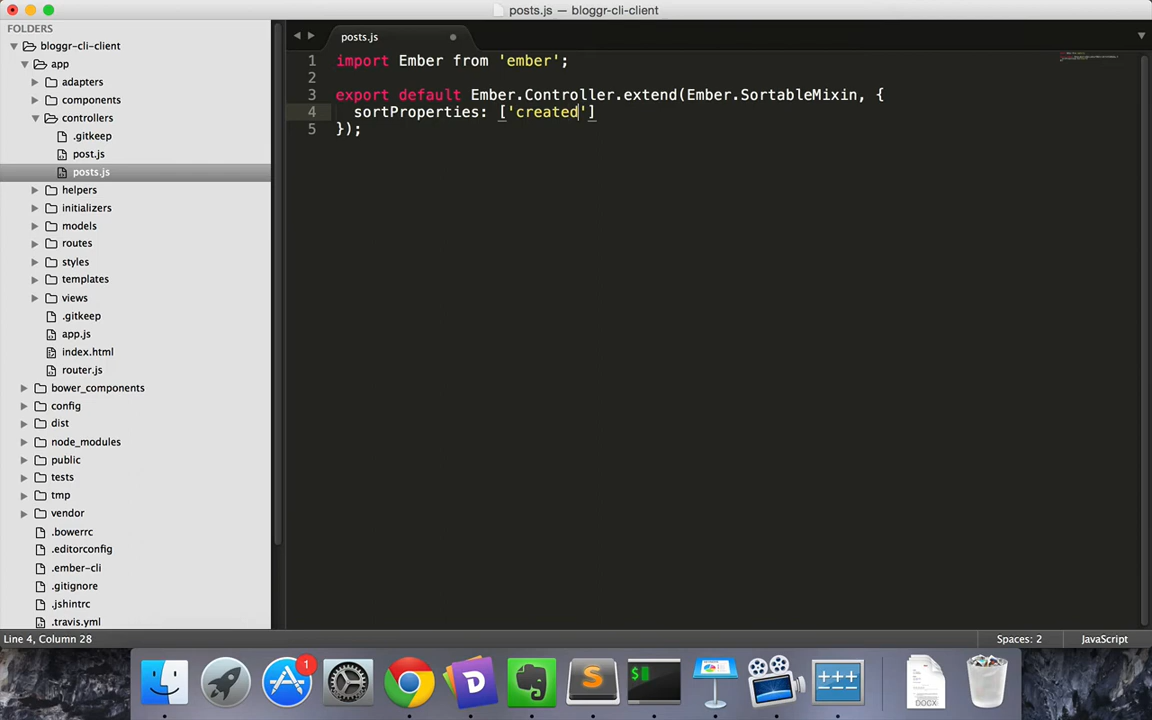 posts.js — bloggr-cli-client
FOLDERS
bloggr-cli-client
app
adapters
components
controllers
.gitkeep
post.js
posts.js
helpers
initializers
models
routes
styles
templates
views
.gitkeep
app.js
index.html
router.js
bower_components
config
dist
node_modules
public
tests
tmp
vendor
.bowerrc
.editorconfig
.ember-cli
.gitignore
.jshintrc
.travis.yml
posts.js
1 import Ember from 'ember';
2
3 export default Ember.Controller.extend(Ember.SortableMixin, {
4 sortProperties: ['created']
5 });
Line 4, Column 28
Spaces: 2
JavaScript
1
D
S
$
+++
DOCX